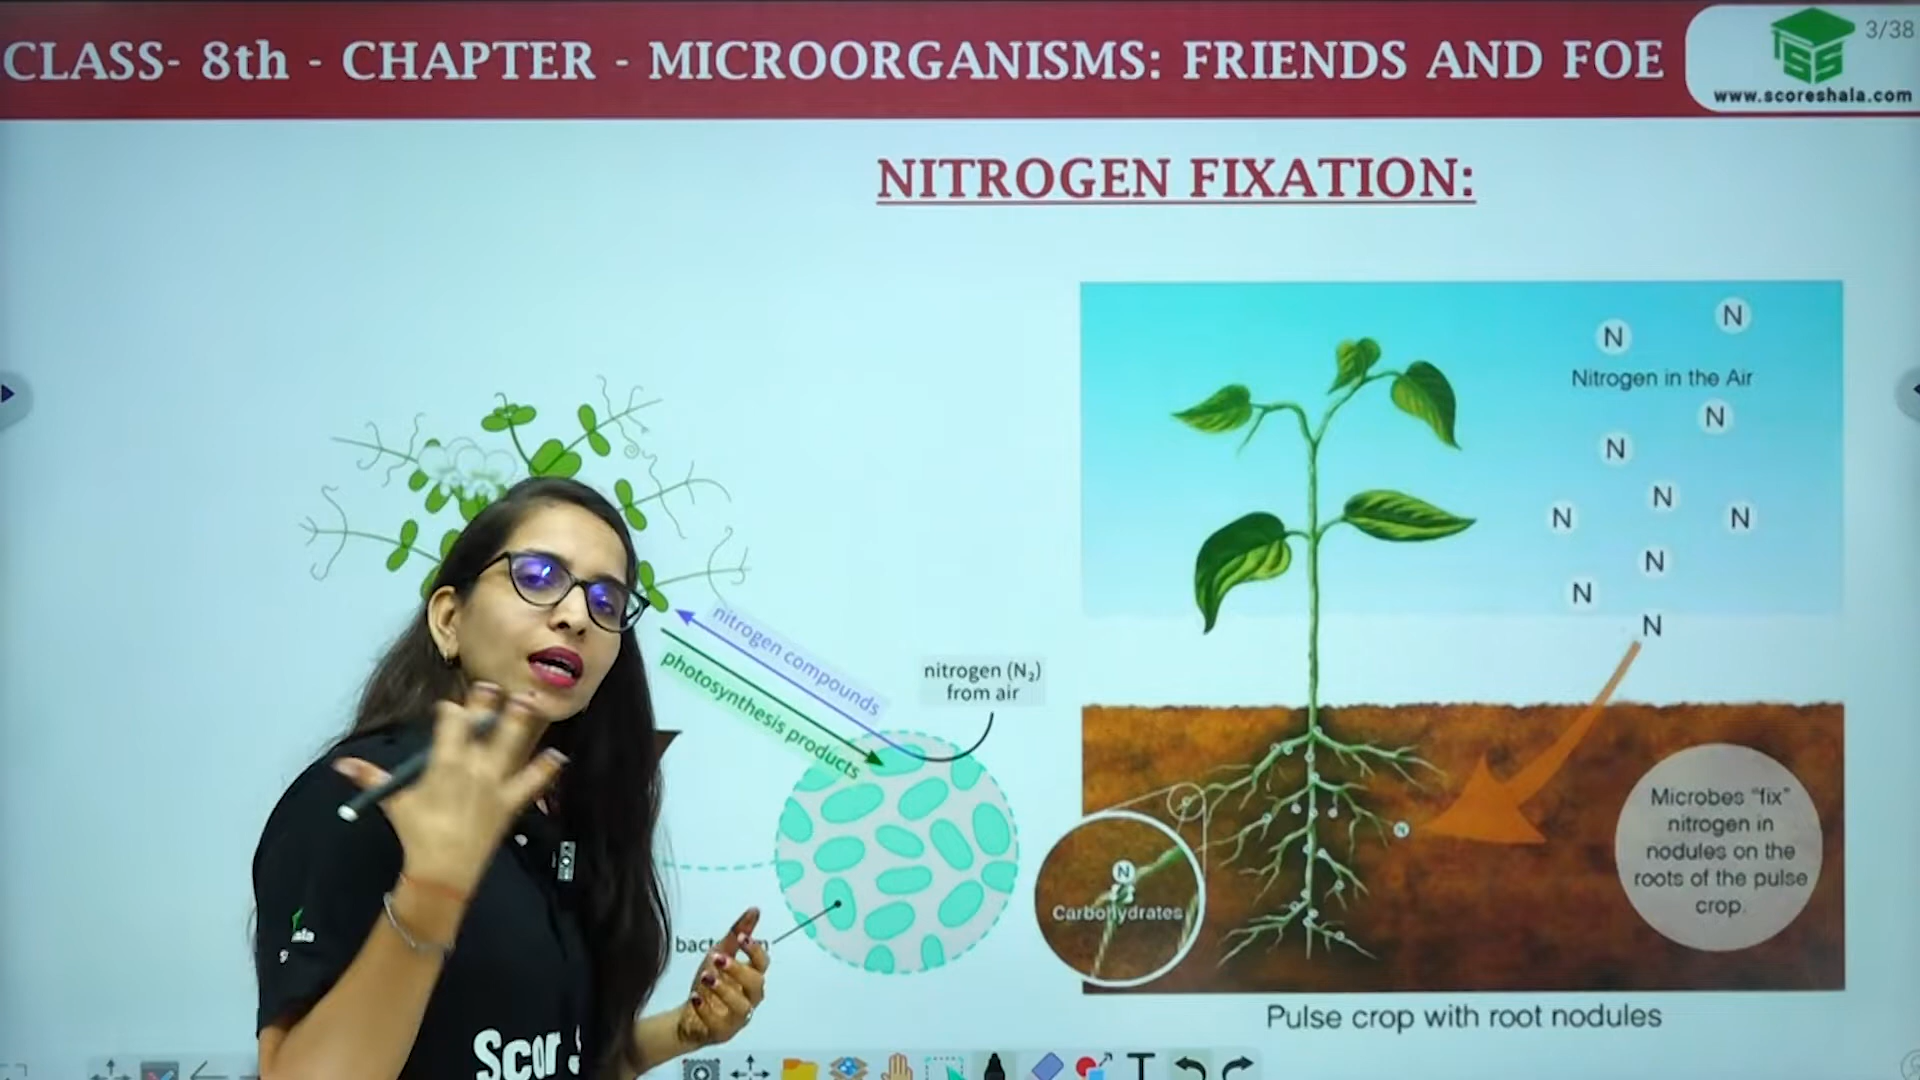 CLASS- 8th - CHAPTER - MICROORGANISMS: FRIENDS AND FOE
3/38
www.scoreshala.com
NITROGEN FIXATION:
N
N
Nitrogen in the Air
N
N
N
N
N
N
N
N
nitrogen compounds
photosynthesis products
nitrogen (N₂)
from air
Microbes "fix"
nitrogen in
nodules on the
roots of the pulse
crop.
N
N
Carbohydrates
Pulse crop with root nodules